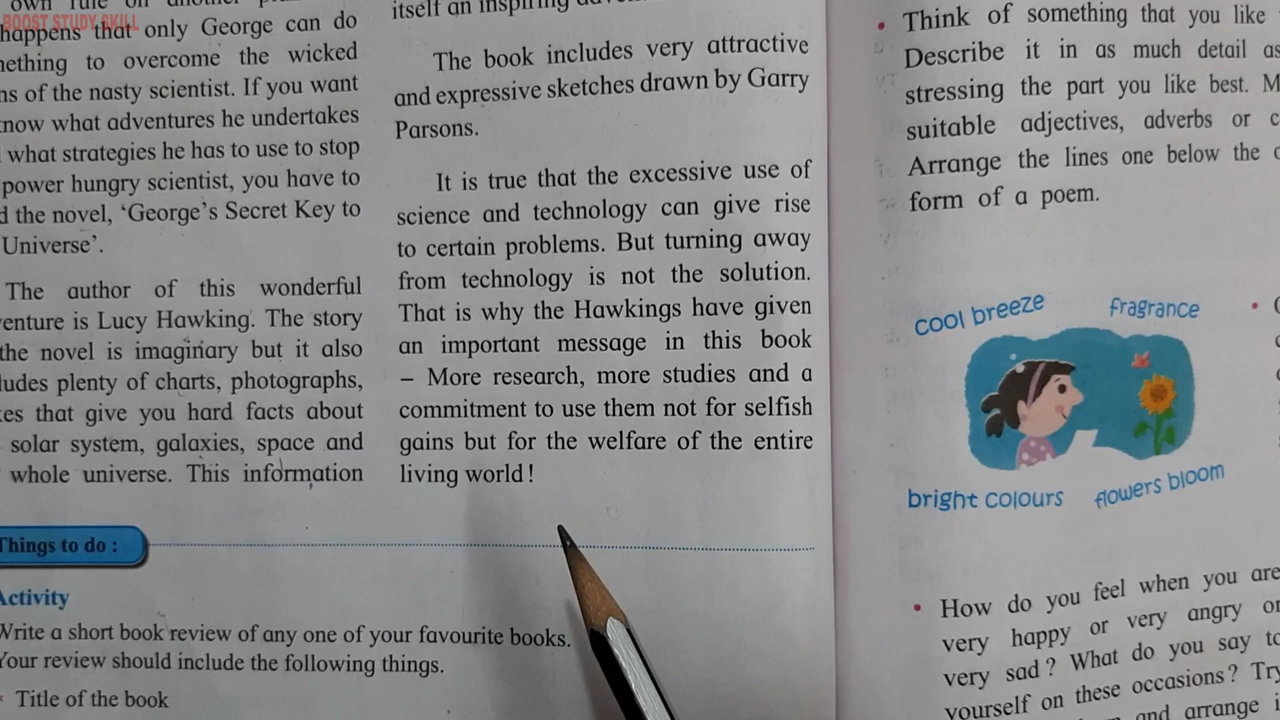 BOOST STUDY SKILL
own rule on another
happens that only George can do
mething to overcome the wicked
ns of the nasty scientist. If you want
know what adventures he undertakes
what strategies he has to use to stop
power hungry scientist, you have to
d the novel, ‘George’s Secret Key to
Universe’.
The author of this wonderful
venture is Lucy Hawking. The story
the novel is imaginary but it also
ludes plenty of charts, photographs,
es that give you hard facts about
solar system, galaxies, space and
whole universe. This information
itself an inspiring
The book includes very attractive
and expressive sketches drawn by Garry
Parsons.
It is true that the excessive use of
science and technology can give rise
to certain problems. But turning away
from technology is not the solution.
That is why the Hawkings have given
an important message in this book
– More research, more studies and a
commitment to use them not for selfish
gains but for the welfare of the entire
living world!
Things to do :
Activity
Write a short book review of any one of your favourite books.
Your review should include the following things.
* Title of the book
• Think of something that you like
Describe it in as much detail as
stressing the part you like best. M
suitable adjectives, adverbs or c
Arrange the lines one below the o
form of a poem.
cool breeze
fragrance
bright colours
flowers bloom
• How do you feel when you are
very happy or very angry or
very sad? What do you say to
yourself on these occasions? Try
and arrange i